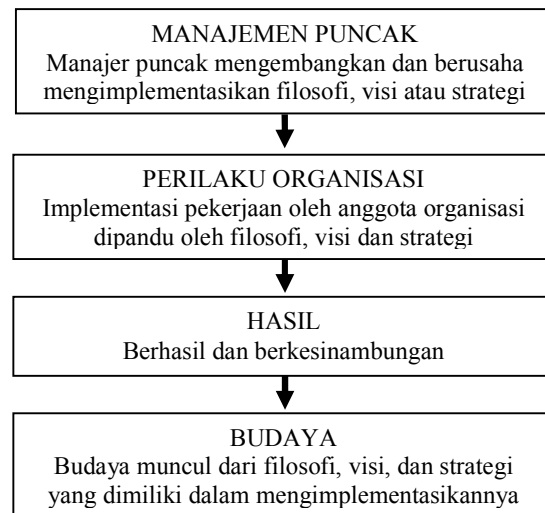 MANAJEMEN PUNCAK
Manajer puncak mengembangkan dan berusaha
mengimplementasikan filosofi, visi atau strategi
PERILAKU ORGANISASI
Implementasi pekerjaan oleh anggota organisasi
dipandu oleh filosofi, visi dan strategi
HASIL
Berhasil dan berkesinambungan
BUDAYA
Budaya muncul dari filosofi, visi, dan strategi
yang dimiliki dalam mengimplementasikannya